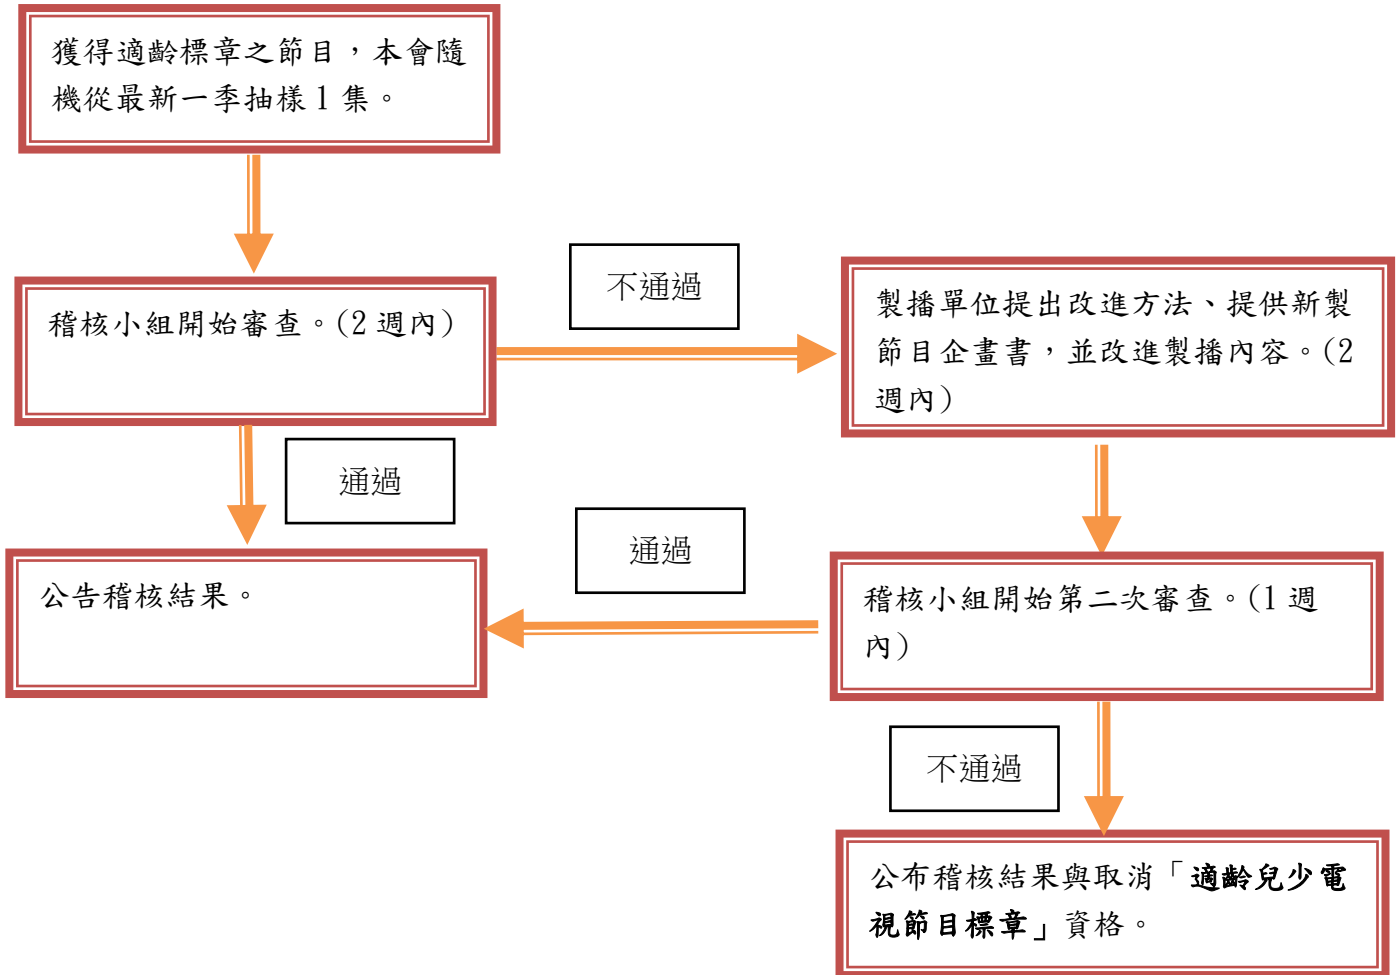 獲得適齡標章之節目，本會隨
機從最新一季抽樣1集。
不通過
稽核小組開始審查。(2週內)
製播單位提出改進方法、提供新製
節目企畫書，並改進製播內容。(2
週內)
通過
通過
公告稽核結果。
稽核小組開始第二次審查。(1週
內)
不通過
公布稽核結果與取消「適齡兒少電
視節目標章」資格。